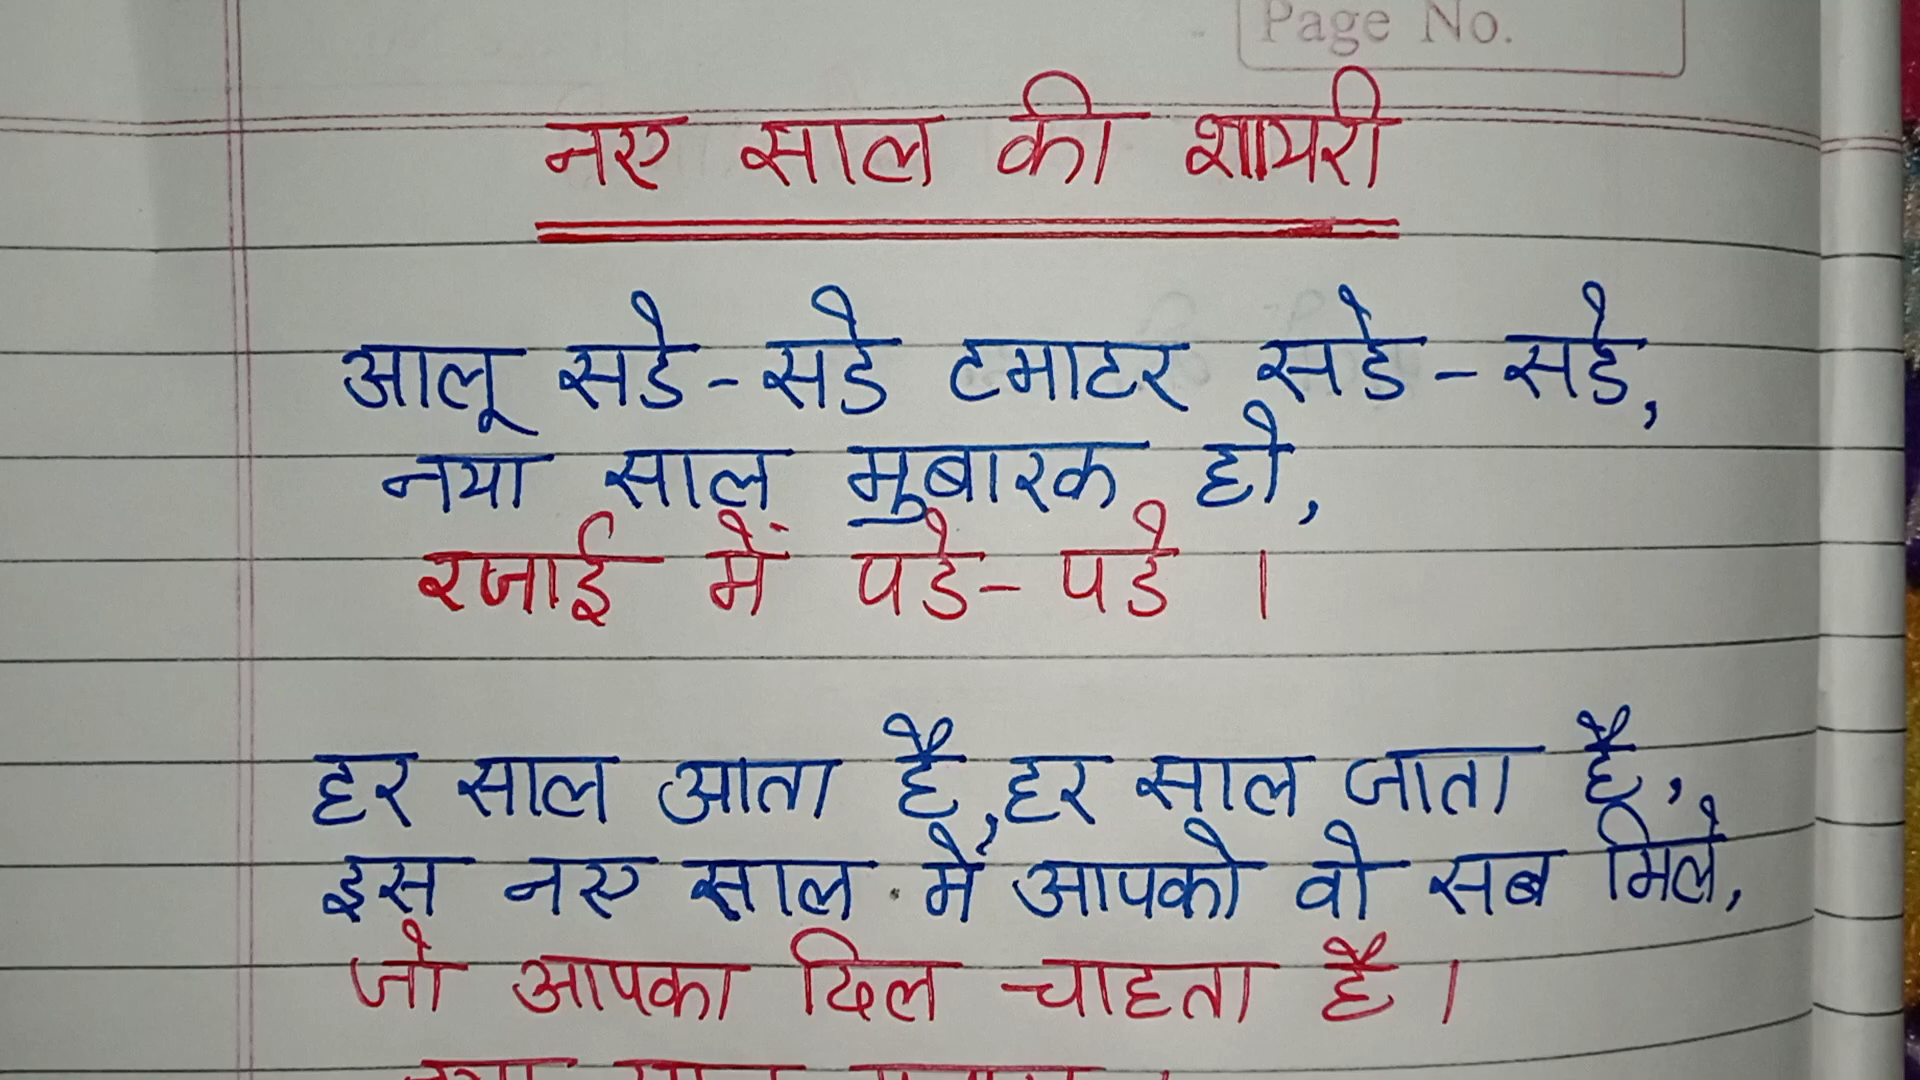 Page No.
नए साल की शायरी
आलू सडे-सडे टमाटर सडे-सडे,
नया साल मुबारक हो,
रजाई में पडे-पडे ।
हर साल आता है, हर साल जाता है,
इस नए साल में आपको वो सब मिले,
जो आपका दिल चाहता है ।